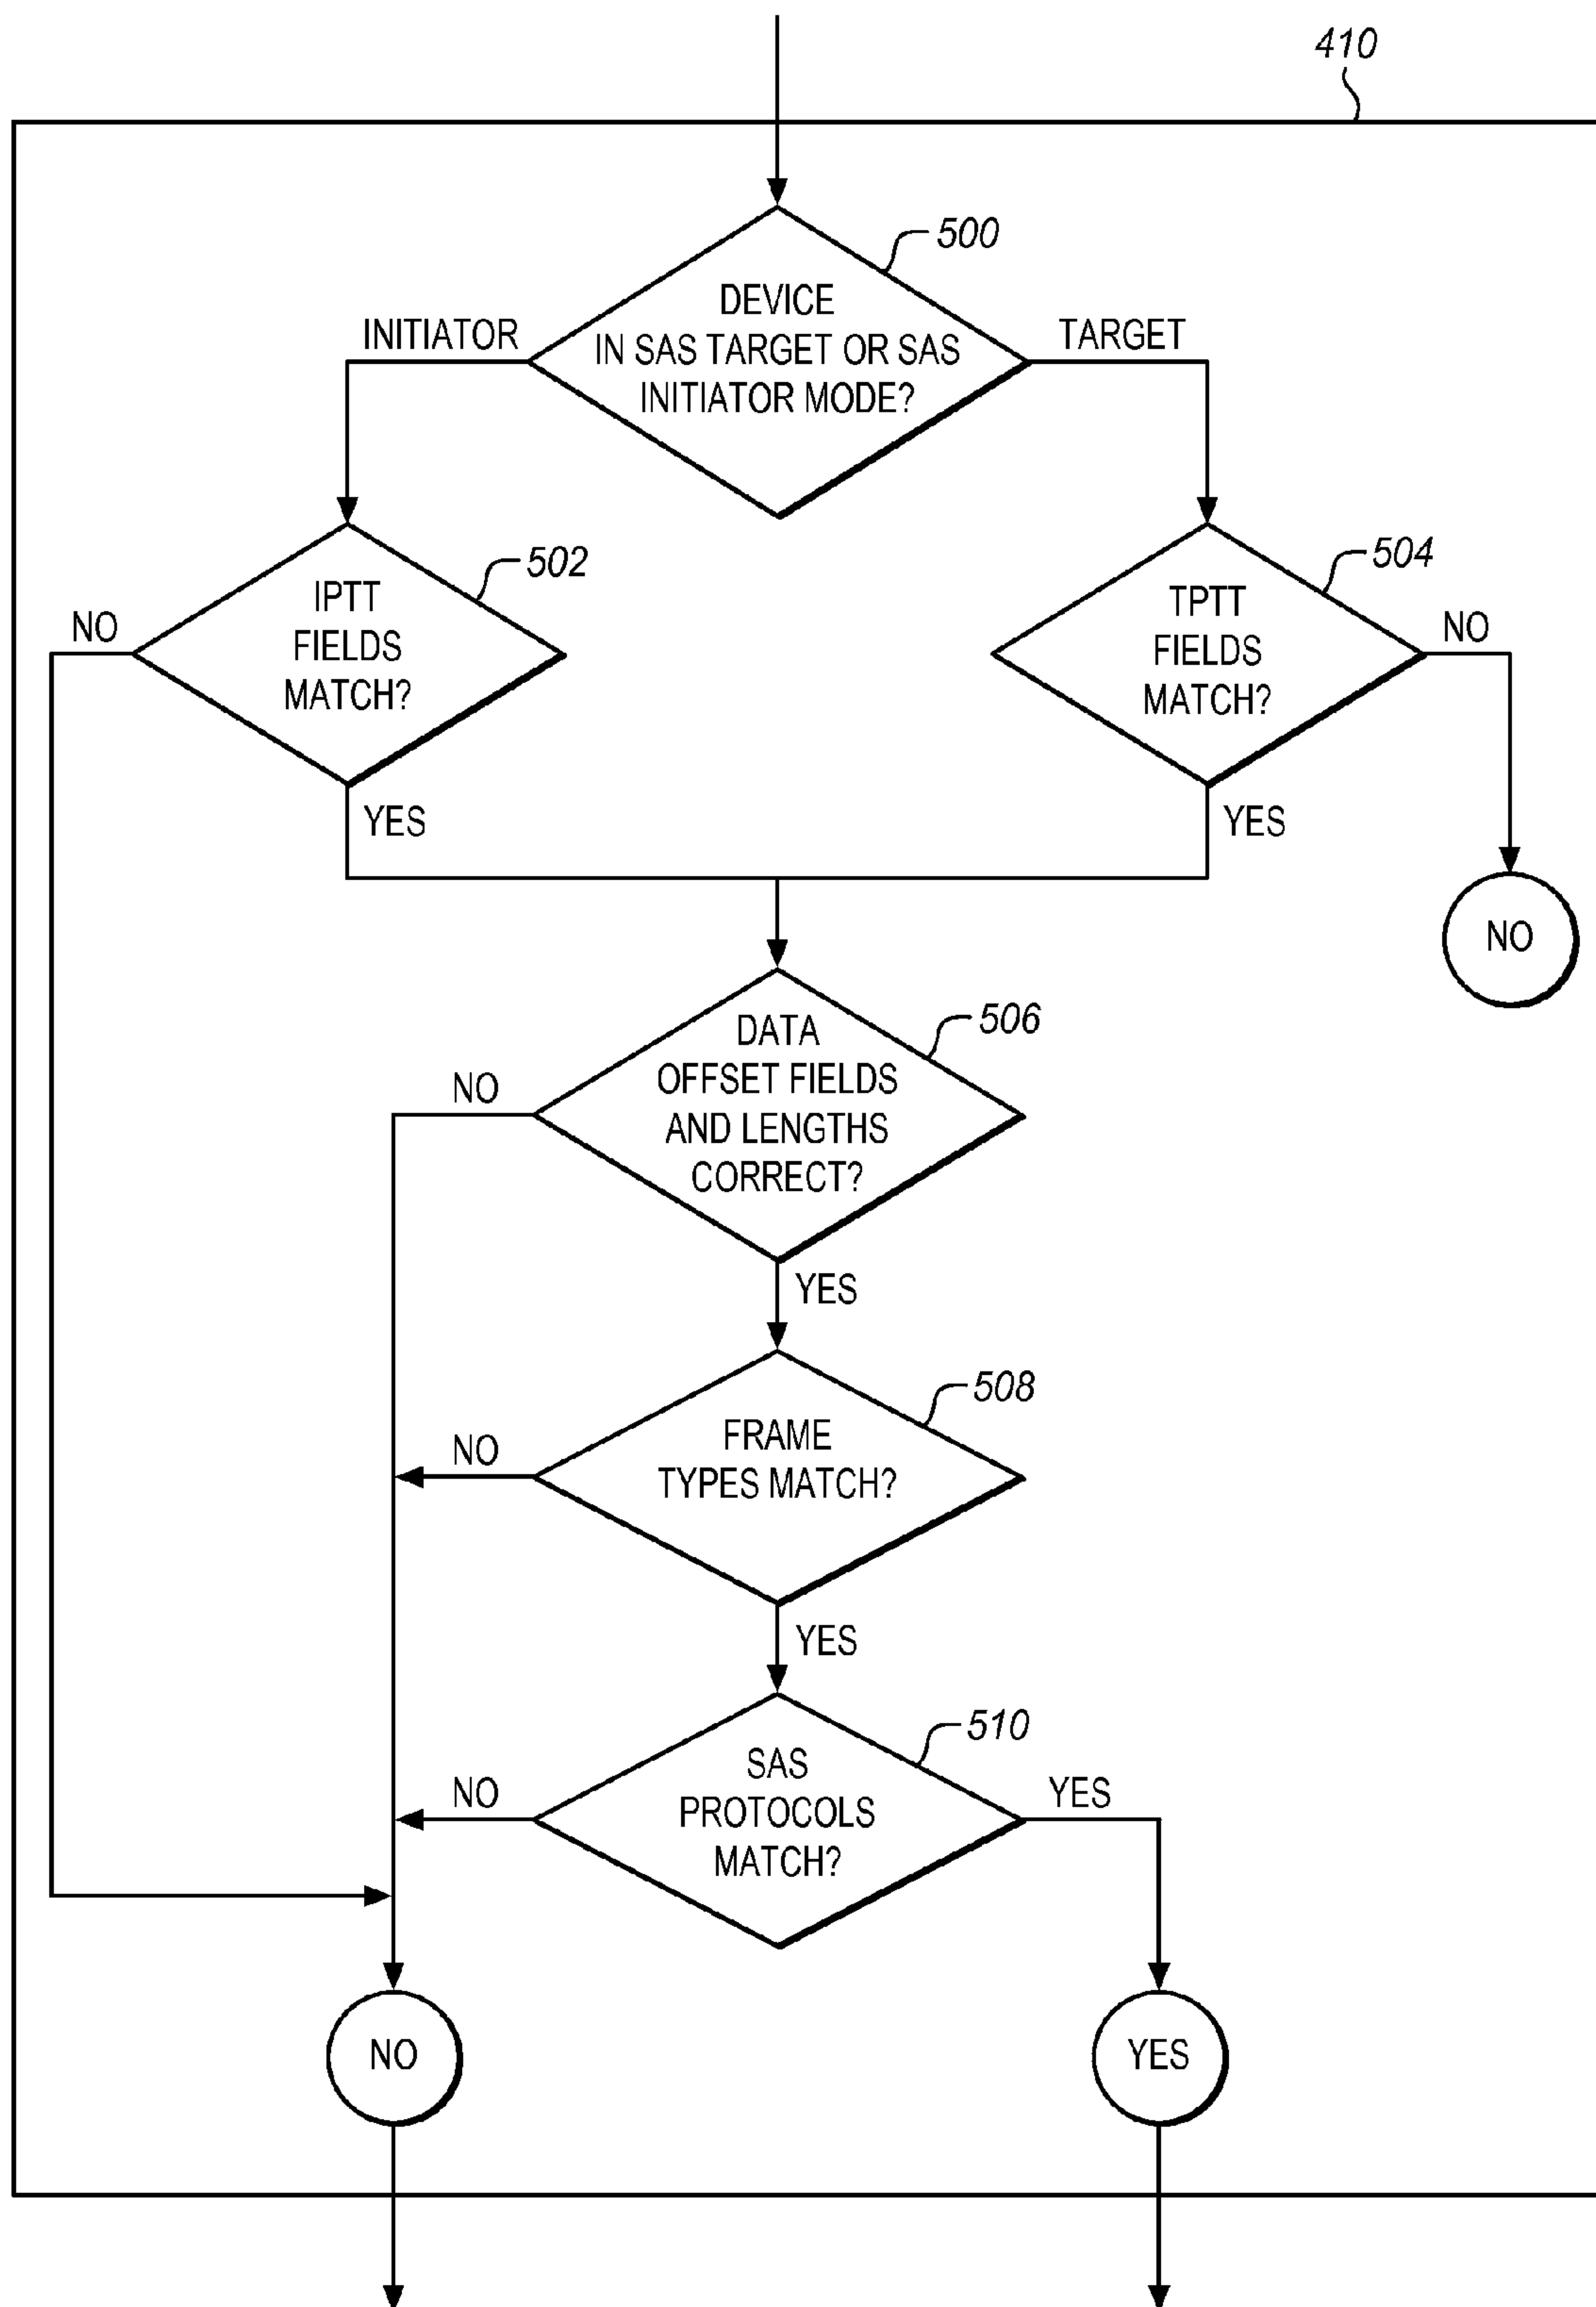 410
500
DEVICE
IN SAS TARGET OR SAS
INITIATOR MODE?
INITIATOR
TARGET
502
IPTT
FIELDS
MATCH?
NO
YES
504
TPTT
FIELDS
MATCH?
NO
YES
NO
506
DATA
OFFSET FIELDS
AND LENGTHS
CORRECT?
NO
YES
508
FRAME
TYPES MATCH?
NO
YES
510
SAS
PROTOCOLS
MATCH?
NO
YES
NO
YES